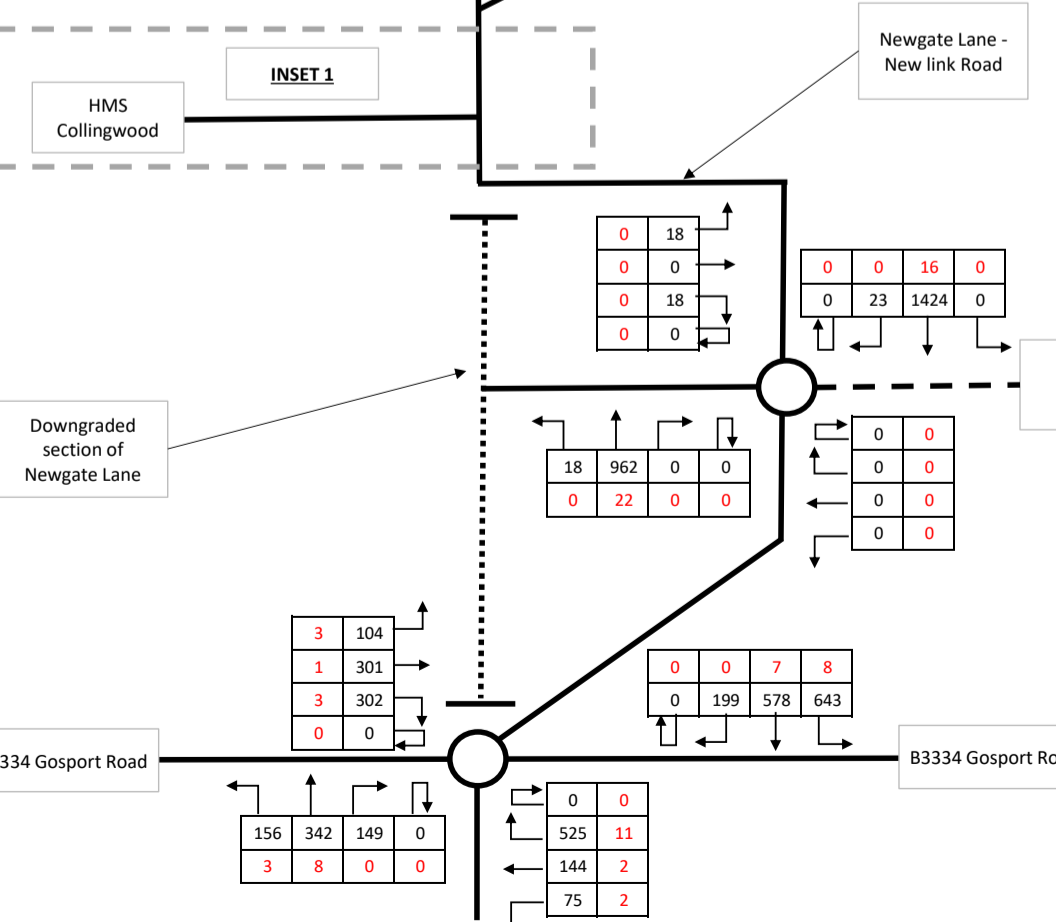 Newgate Lane -
New link Road
INSET 1
HMS
Collingwood
0 18
0 0
0 18
0 0
0 0 16 0
0 23 1424 0
Downgraded
section of
Newgate Lane
18 962 0 0
0 22 0 0
0 0
0 0
0 0
0 0
3 104
1 301
3 302
0 0
0 0 7 8
0 199 578 643
334 Gosport Road
B3334 Gosport Ro
156 342 149 0
3 8 0 0
0 0
525 11
144 2
75 2